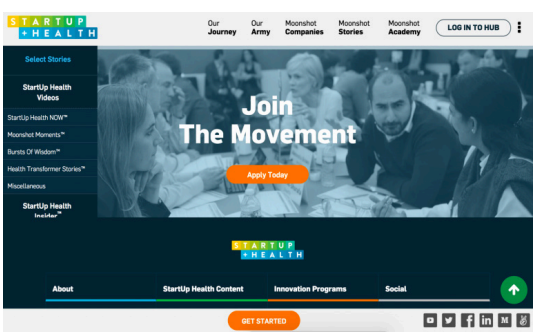 STARTUP
+HEALTH
Our
Journey
Our
Army
Moonshot
Companies
Moonshot
Stories
Moonshot
Academy
LOG IN TO HUB
Select Stories
StartUp Health
Videos
StartUp Health NOW™
Moonshot Moments™
Bursts Of Wisdom™
Health Transformer Stories™
Miscellaneous
StartUp Health
Insider™
Join
The Movement
Apply Today
STARTUP
+HEALTH
About
StartUp Health Content
Innovation Programs
Social
GET STARTED